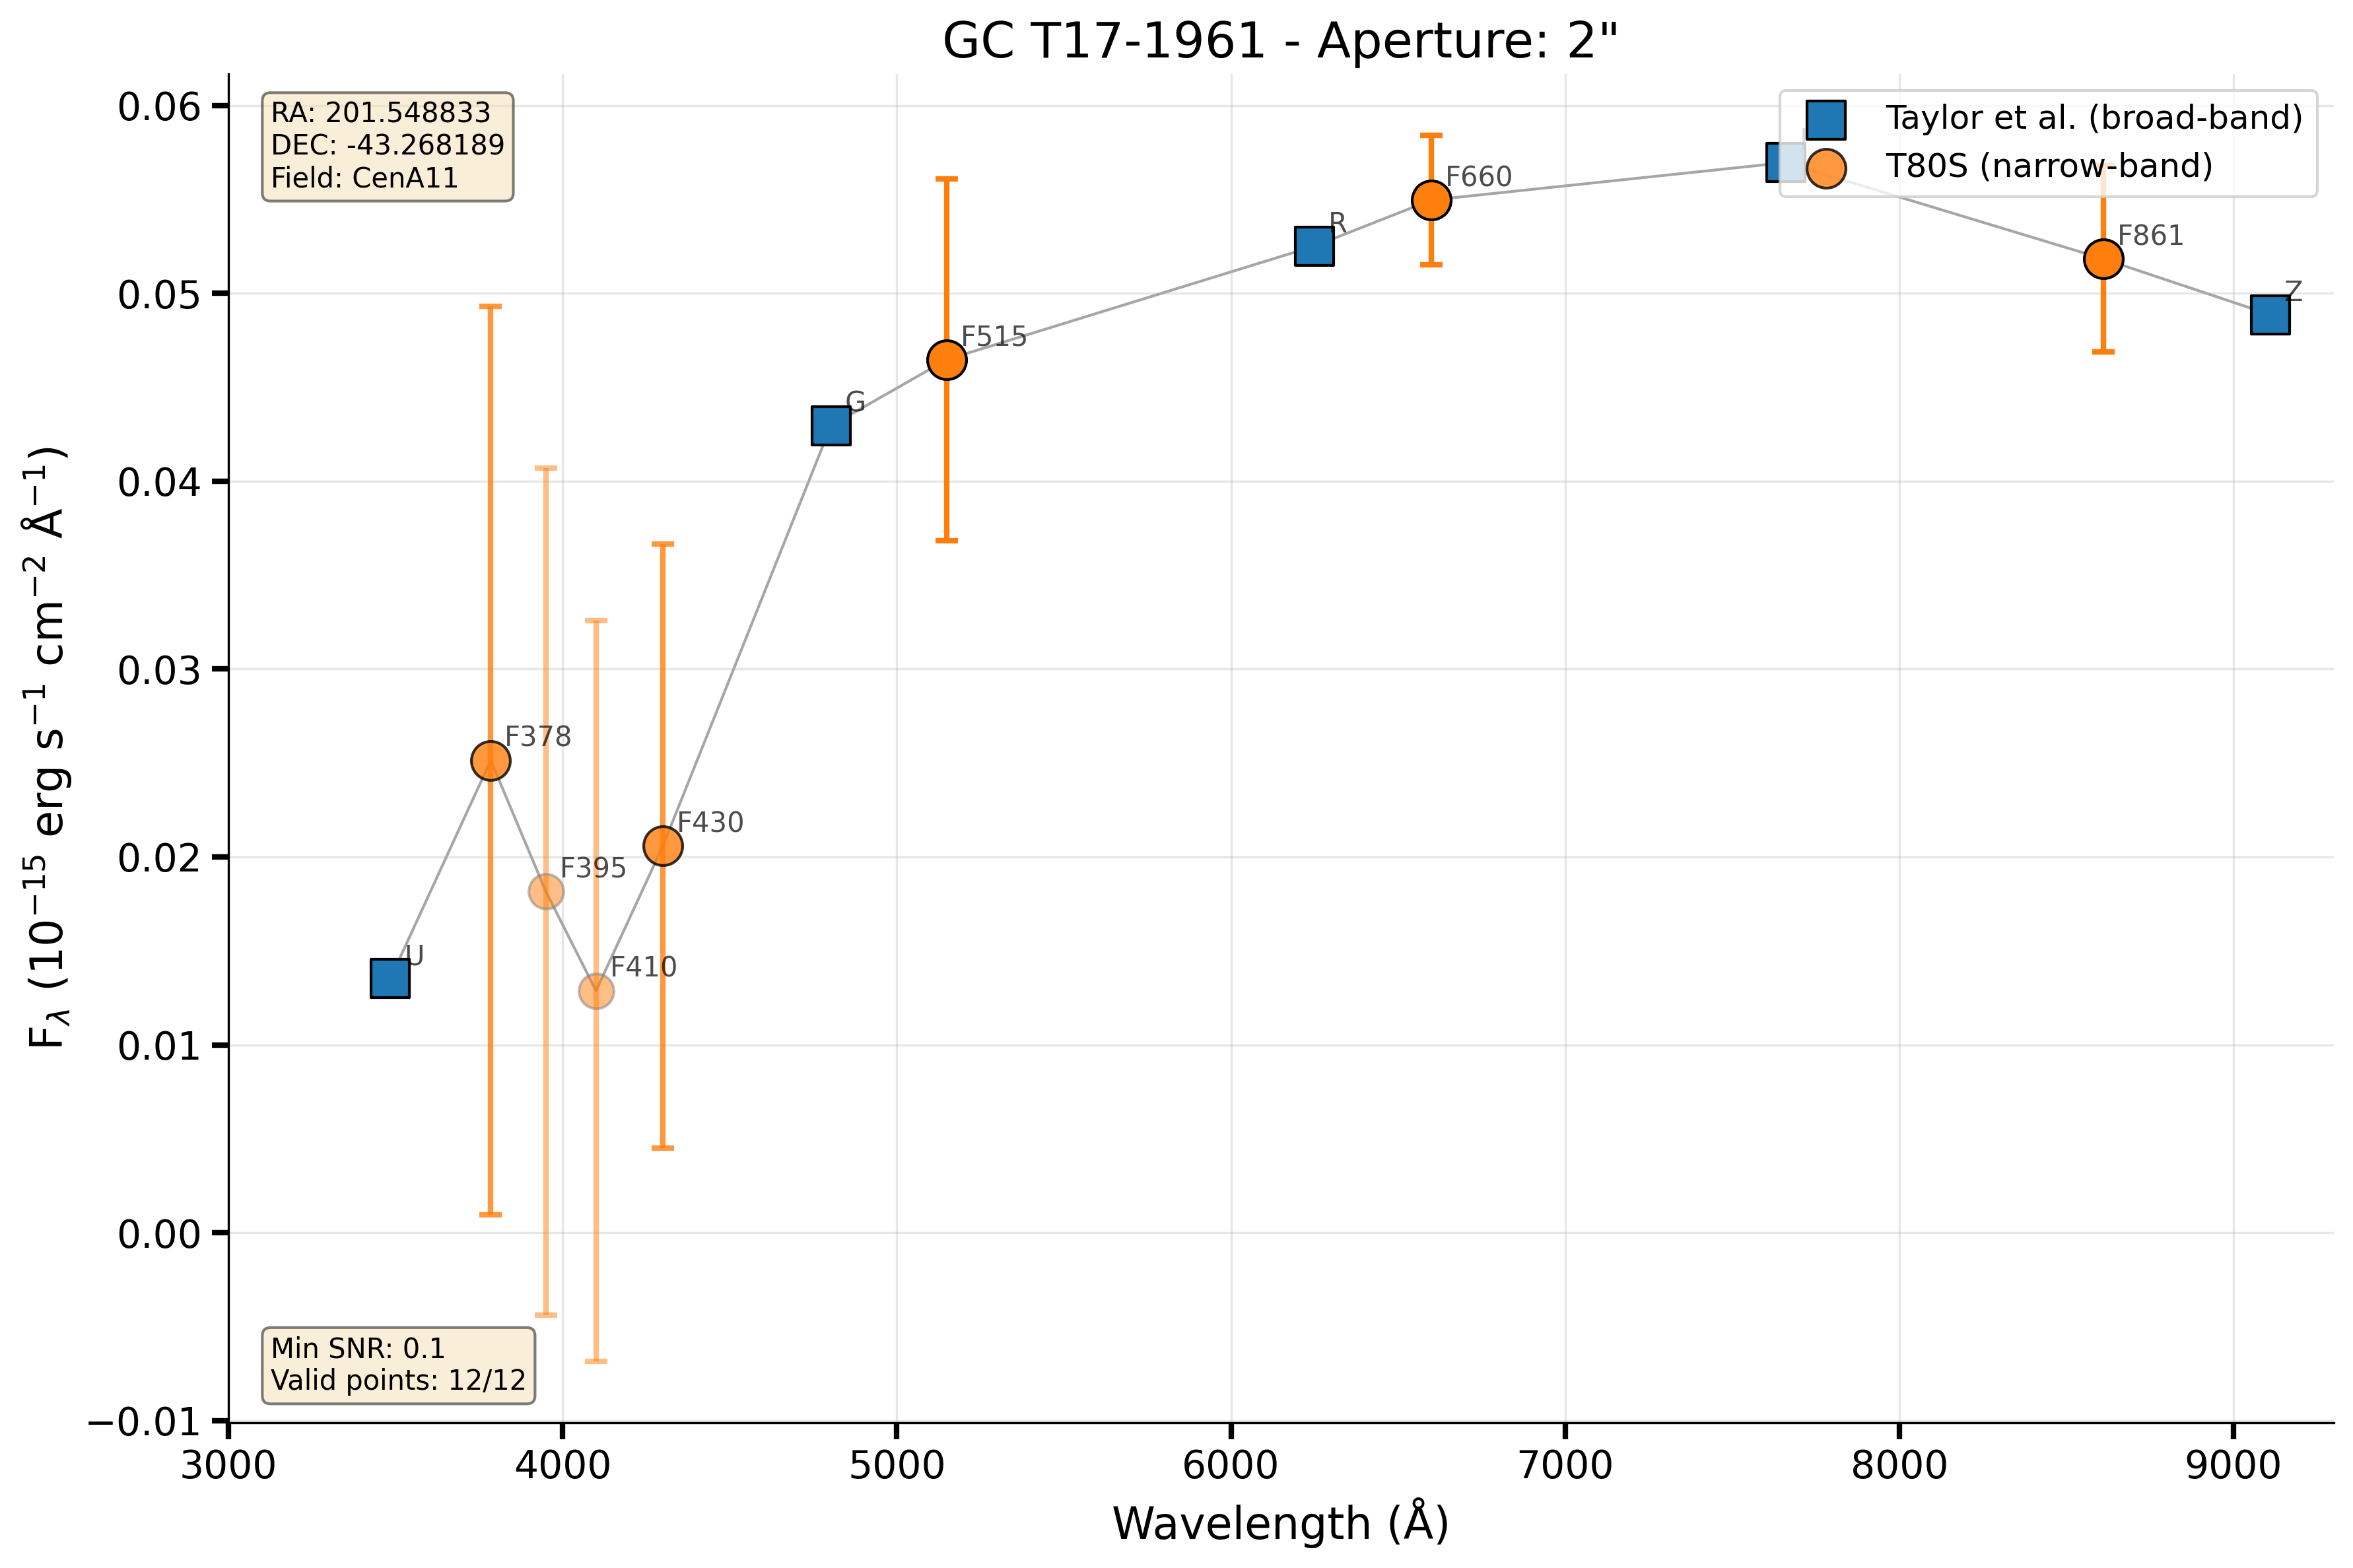 GC T17-1961 - Aperture: 2"
RA: 201.548833
DEC: -43.268189
Field: CenA11
Taylor et al. (broad-band)
T80S (narrow-band)
0.06
0.05
0.04
0.03
0.02
0.01
0.00
−0.01
F$_λ$ (10$^{−15}$ erg s$^{−1}$ cm$^{−2}$ Å$^{−1}$)
U
F378
F395
F410
F430
G
F515
R
F660
F861
Z
Min SNR: 0.1
Valid points: 12/12
3000
4000
5000
6000
7000
8000
9000
Wavelength (Å)